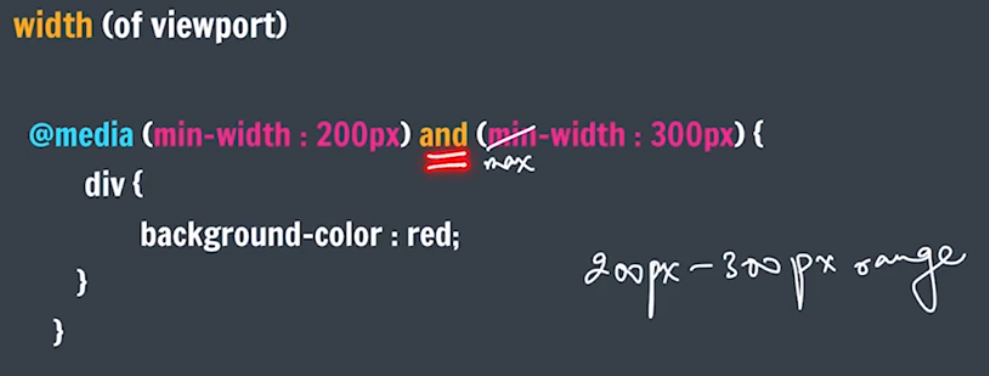 width (of viewport)
@media (min-width : 200px) and (min-width : 300px) {
max
div {
background-color : red;
200px - 300px range
}
}